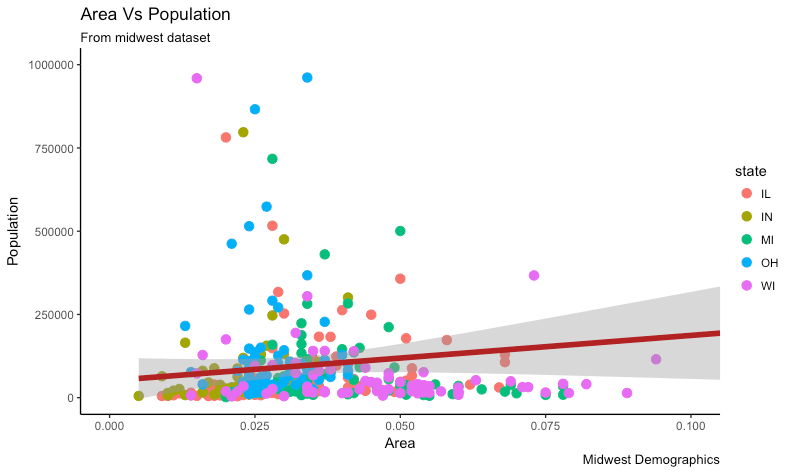 Area Vs Population
From midwest dataset
1000000
750000
500000
250000
0
Population
0.000
0.025
0.050
0.075
0.100
Area
Midwest Demographics
state
IL
IN
MI
OH
WI